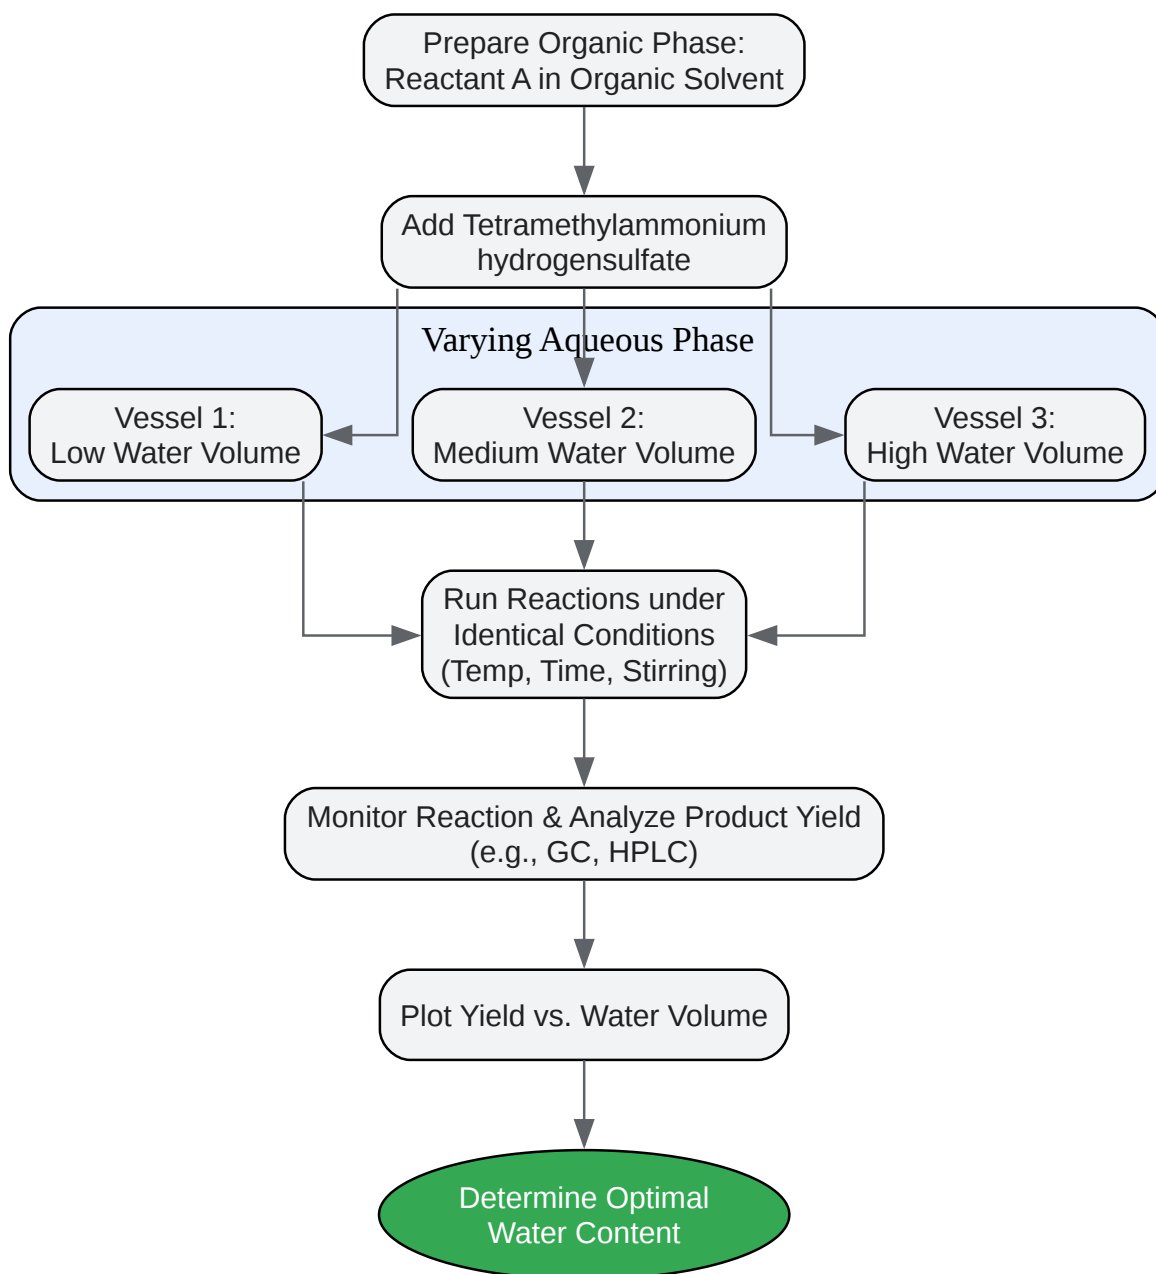 Prepare Organic Phase:
Reactant A in Organic Solvent
Add Tetramethylammonium
hydrogensulfate
Varying Aqueous Phase
Vessel 1:
Low Water Volume
Vessel 2:
Medium Water Volume
Vessel 3:
High Water Volume
Run Reactions under
Identical Conditions
(Temp, Time, Stirring)
Monitor Reaction & Analyze Product Yield
(e.g., GC, HPLC)
Plot Yield vs. Water Volume
Determine Optimal
Water Content